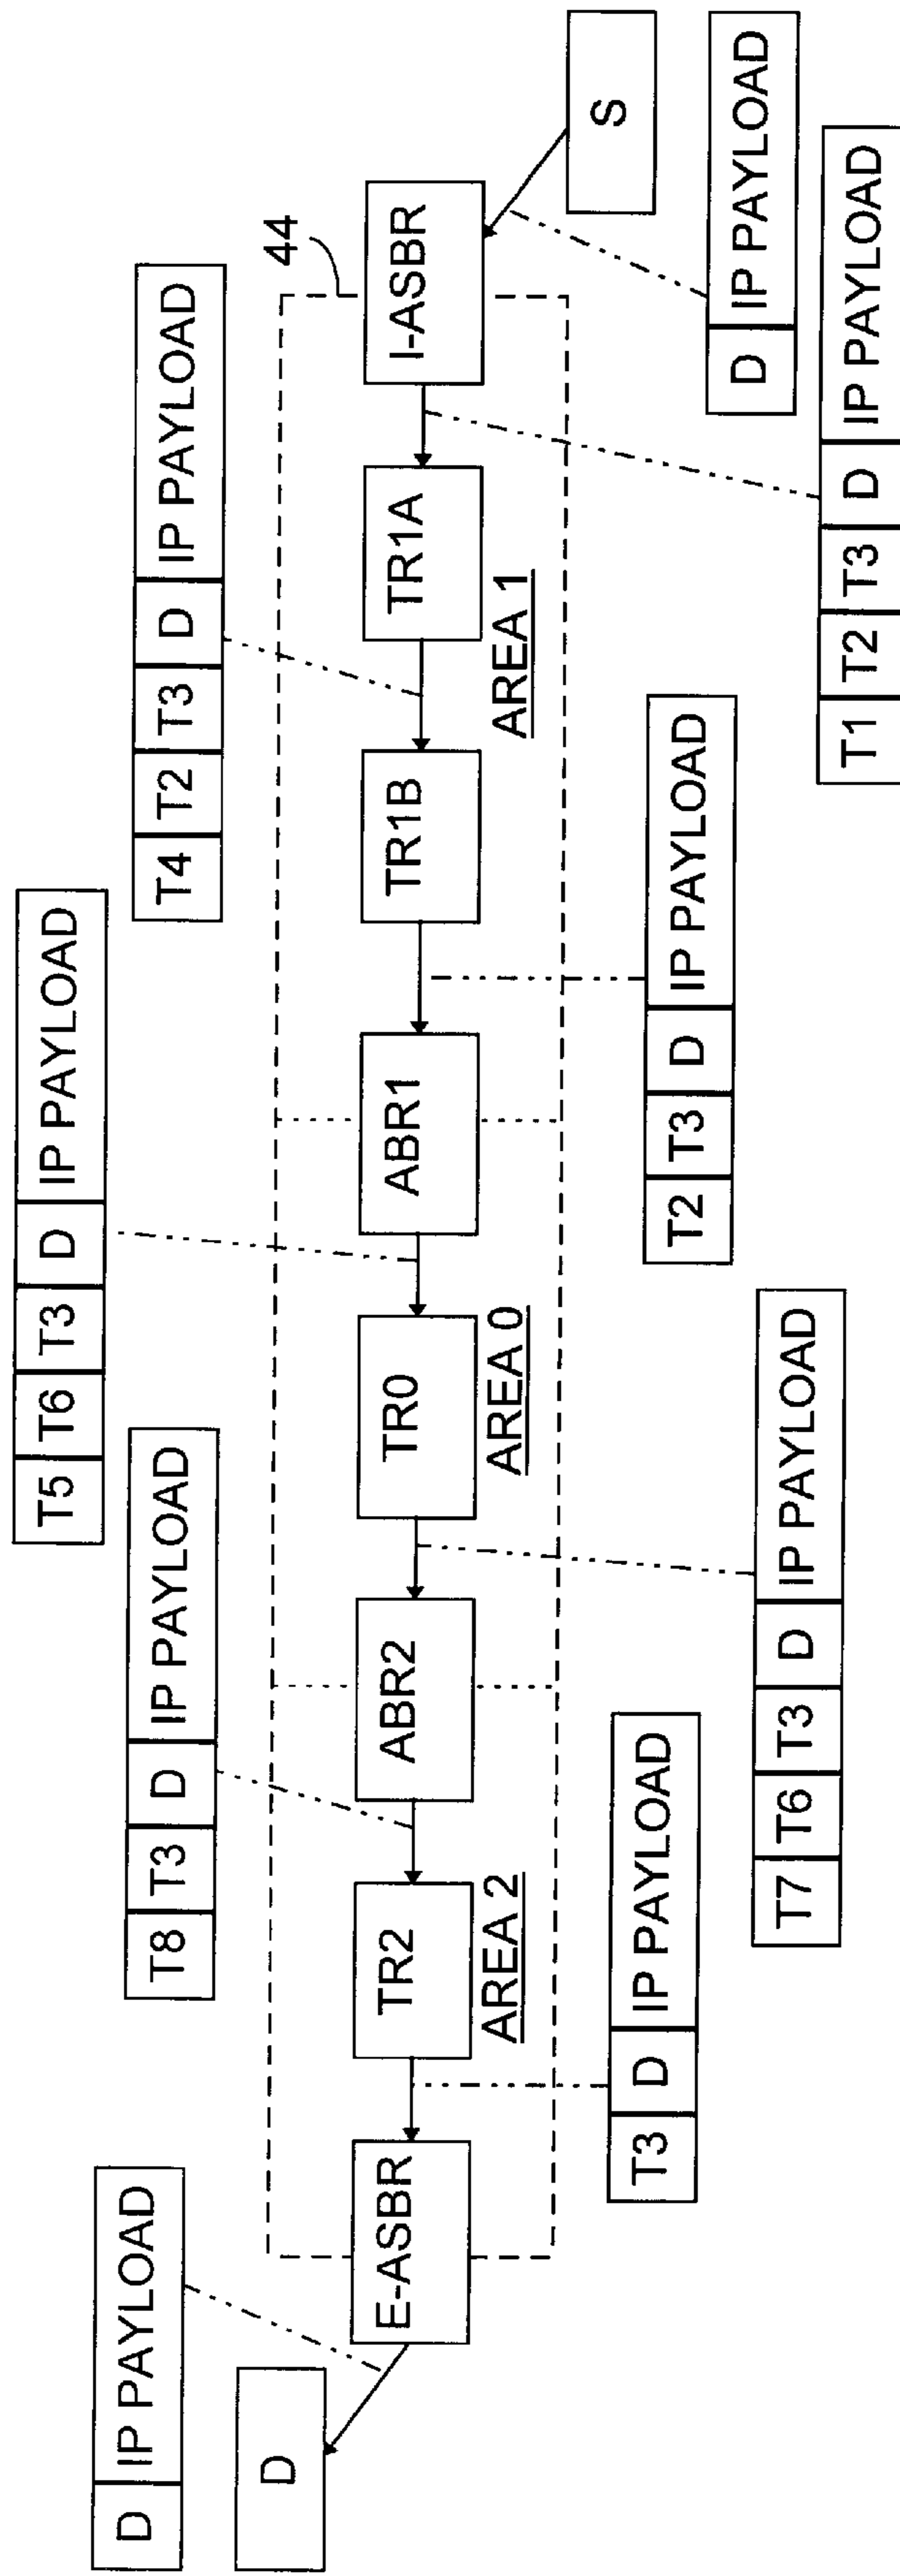 D IP PAYLOAD
D
T8 T3 D IP PAYLOAD
T5 T6 T3 D IP PAYLOAD
T4 T2 T3 D IP PAYLOAD
44
E-ASBR
TR2
ABR2
TR0
ABR1
TR1B
TR1A
I-ASBR
AREA 2
AREA 0
AREA 1
S
T3 D IP PAYLOAD
T7 T6 T3 D IP PAYLOAD
T2 T3 D IP PAYLOAD
D IP PAYLOAD
T1 T2 T3 D IP PAYLOAD